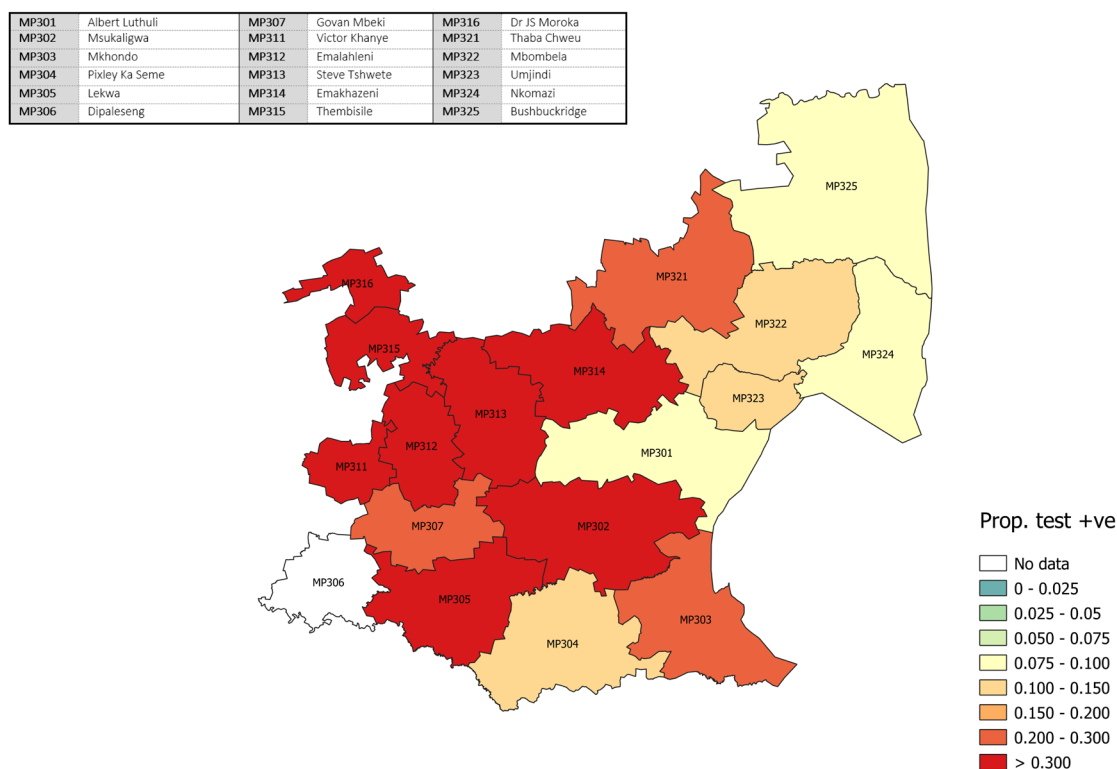 MP301 Albert Luthuli MP307 Govan Mbeki MP316 Dr JS Moroka
MP302 Msukaligwa MP311 Victor Khanye MP321 Thaba Chweu
MP303 Mkhondo MP312 Emalahleni MP322 Mbombela
MP304 Pixley Ka Seme MP313 Steve Tshwete MP323 Umjindi
MP305 Lekwa MP314 Emakhazeni MP324 Nkomazi
MP306 Dipaleseng MP315 Thembisile MP325 Bushbuckridge
MP325
MP321
MP316
MP322
MP315
MP324
MP314
MP323
MP313
MP312
MP301
MP311
MP307
MP302
MP306
MP305
MP303
MP304
Prop. test +ve
No data
0 - 0.025
0.025 - 0.05
0.050 - 0.075
0.075 - 0.100
0.100 - 0.150
0.150 - 0.200
0.200 - 0.300
> 0.300